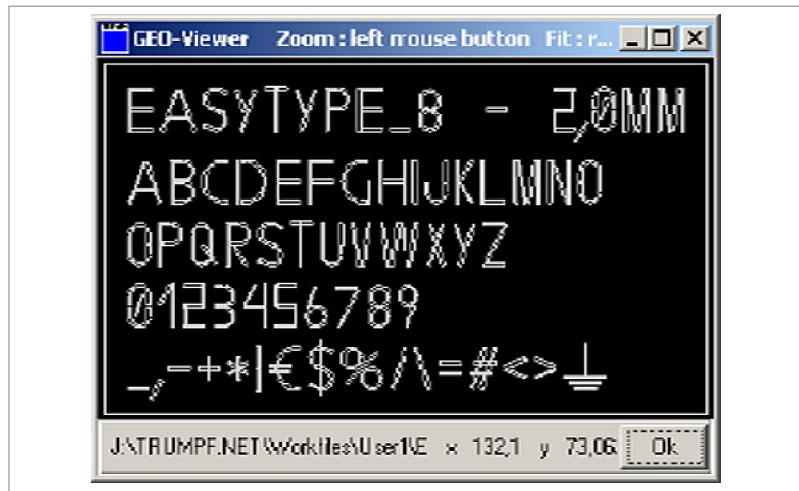 GEO-Viewer Zoom : left mouse button Fit : r...
EASYTYPE_8 - 2,0MM
ABCDEFGHIJKLMNO
OPQRSTUVWXYZ
0123456789
_,-+*|€$%/\=#<>⏚
J:\TRUMPF.NET\Workfiles\User1\E x 132,1 y 73,06 Ok